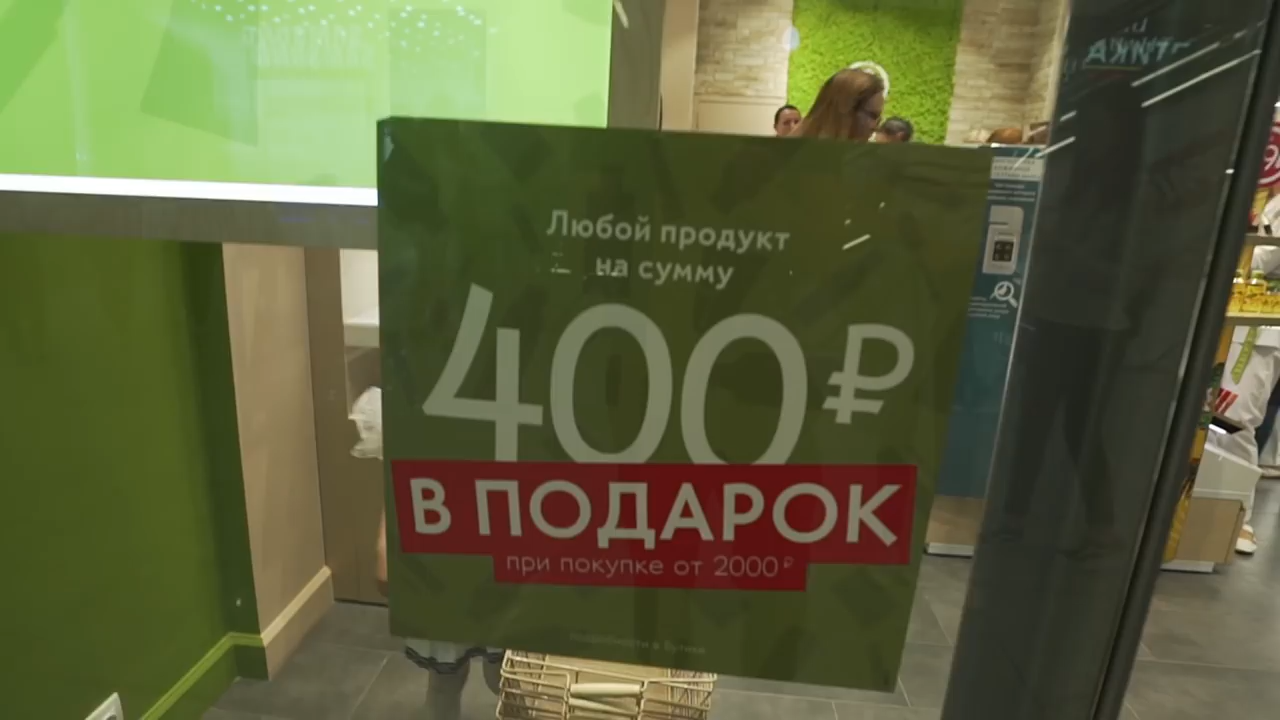 Любой продукт
на сумму
400₽
В ПОДАРОК
при покупке от 2000₽